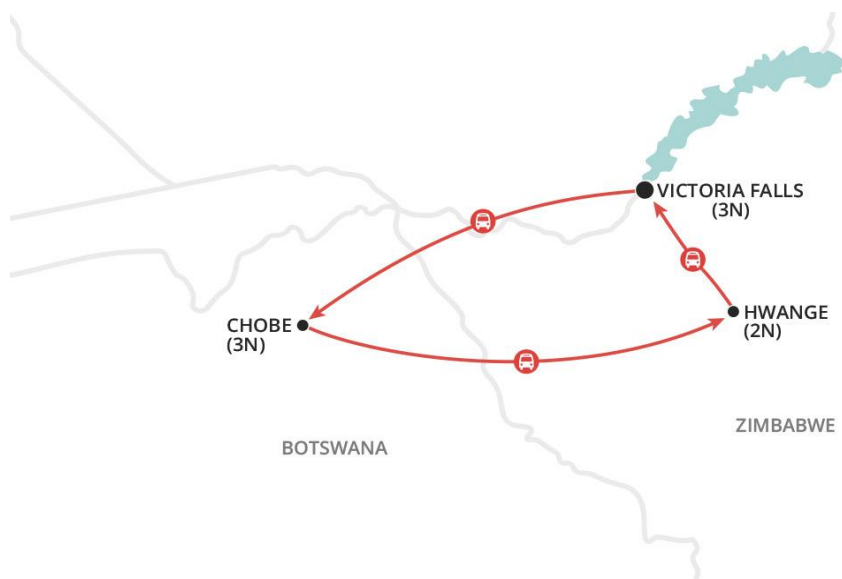 VICTORIA FALLS
(3N)
HWANGE
(2N)
CHOBE
(3N)
ZIMBABWE
BOTSWANA